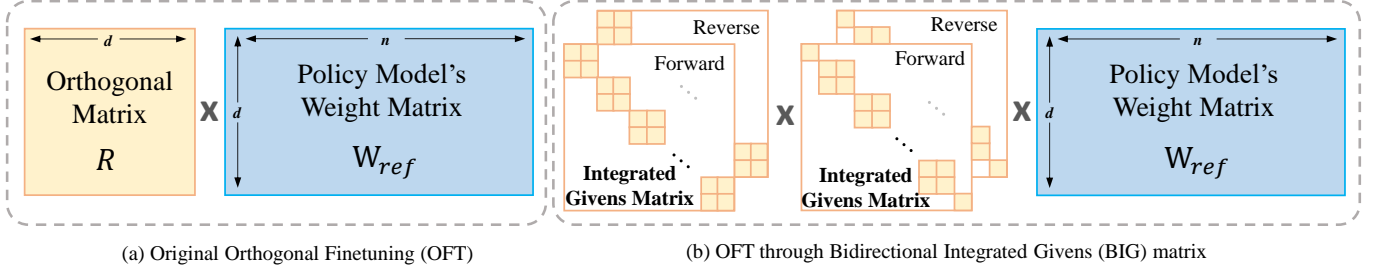 d
Orthogonal
Matrix
R
X
n
d
Policy Model's
Weight Matrix
W_ref
Reverse
Forward
Integrated
Givens Matrix
X
Reverse
Forward
Integrated
Givens Matrix
X
n
d
Policy Model's
Weight Matrix
W_ref
(a) Original Orthogonal Finetuning (OFT)
(b) OFT through Bidirectional Integrated Givens (BIG) matrix